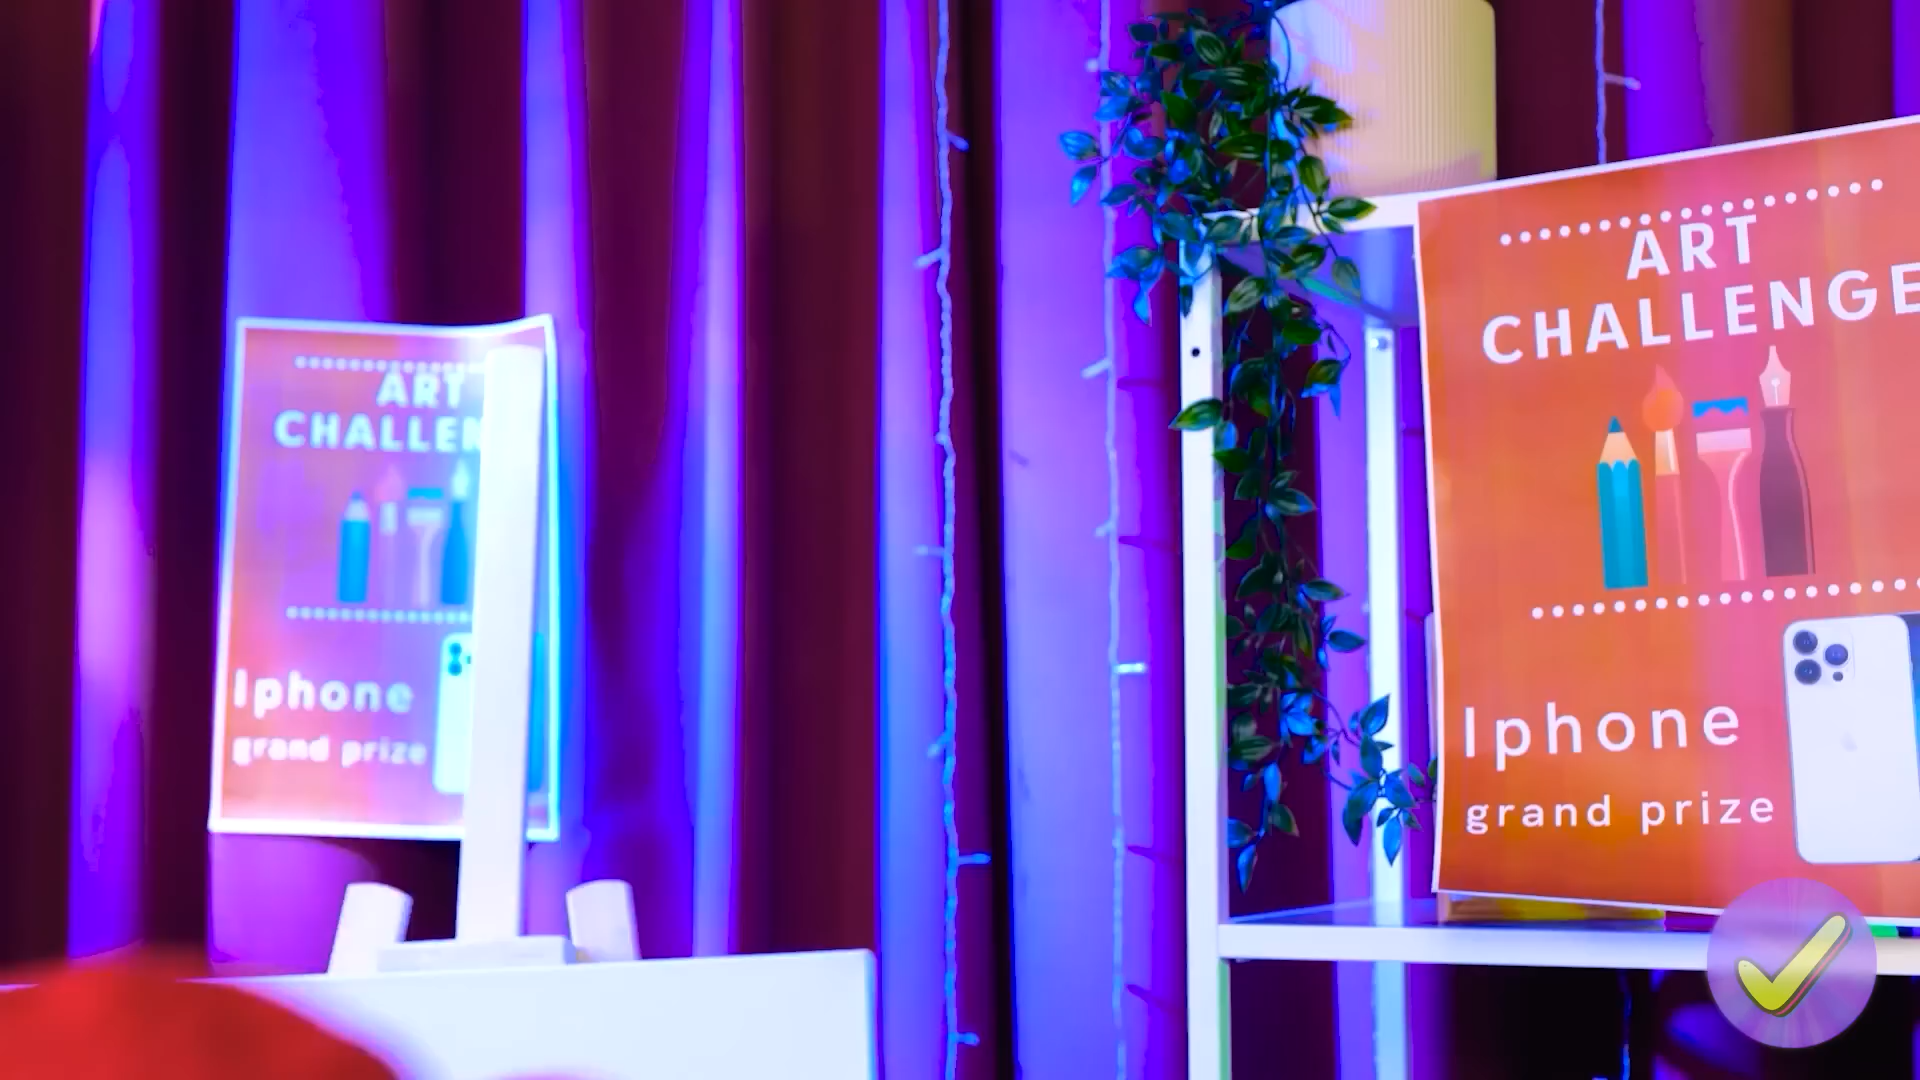 ART
CHALLEN
Iphone
grand prize
ART
CHALLENGE
Iphone
grand prize